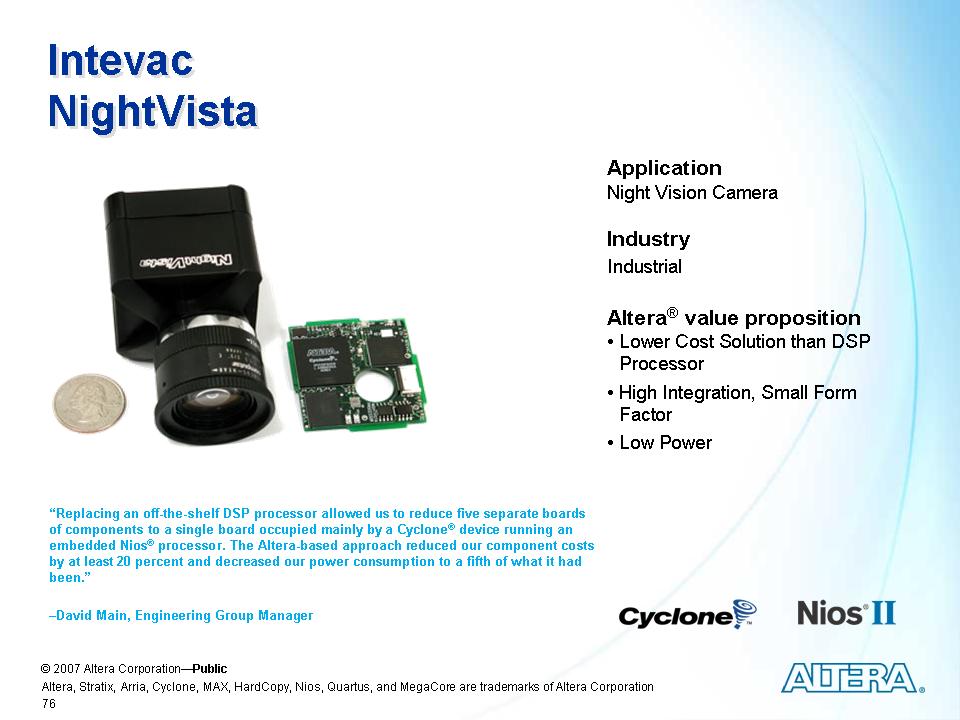 Intevac
NightVista
Application
Night Vision Camera
Industry
Industrial
Altera® value proposition
• Lower Cost Solution than DSP
Processor
• High Integration, Small Form
Factor
• Low Power
NightVista
ALTERA
Cyclone
“Replacing an off-the-shelf DSP processor allowed us to reduce five separate boards
of components to a single board occupied mainly by a Cyclone® device running an
embedded Nios® processor. The Altera-based approach reduced our component costs
by at least 20 percent and decreased our power consumption to a fifth of what it had
been.”
–David Main, Engineering Group Manager
Cyclone™
Nios® II
© 2007 Altera Corporation—Public
Altera, Stratix, Arria, Cyclone, MAX, HardCopy, Nios, Quartus, and MegaCore are trademarks of Altera Corporation
76
ALTERA®